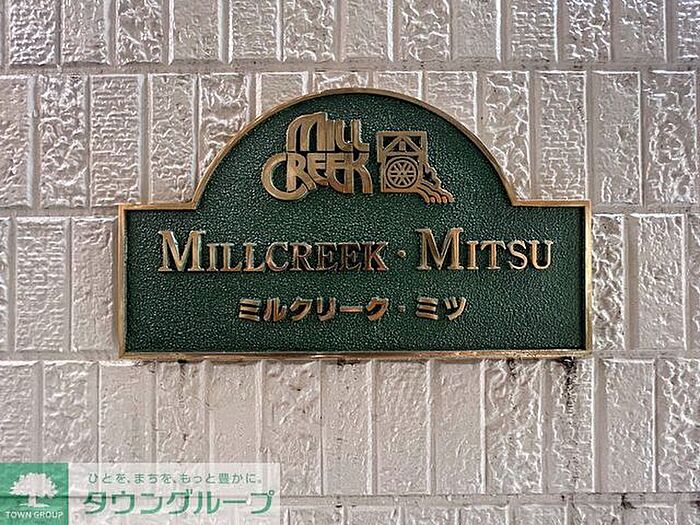 MILL
CREEK
MILLCREEK・MITSU
ミルクリーク・ミツ
ひとを、まちを、もっと豊かに。
タウングループ
TOWN GROUP